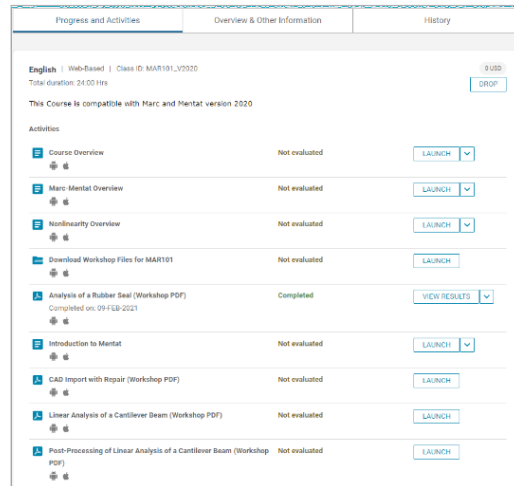 Progress and Activities Overview & Other Information History
English | Web-Based | Class ID: MAR101_V2020 0 USD
Total duration: 24:00 Hrs DROP
This Course is compatible with Marc and Mentat version 2020
Activities
Course Overview Not evaluated LAUNCH
Marc-Mentat Overview Not evaluated LAUNCH
Nonlinearity Overview Not evaluated LAUNCH
Download Workshop Files for MAR101 Not evaluated LAUNCH
Analysis of a Rubber Seal (Workshop PDF) Completed VIEW RESULTS
Completed on: 09-FEB-2021
Introduction to Mentat Not evaluated LAUNCH
CAD Import with Repair (Workshop PDF) Not evaluated LAUNCH
Linear Analysis of a Cantilever Beam (Workshop PDF) Not evaluated LAUNCH
Post-Processing of Linear Analysis of a Cantilever Beam (Workshop Not evaluated LAUNCH
PDF)